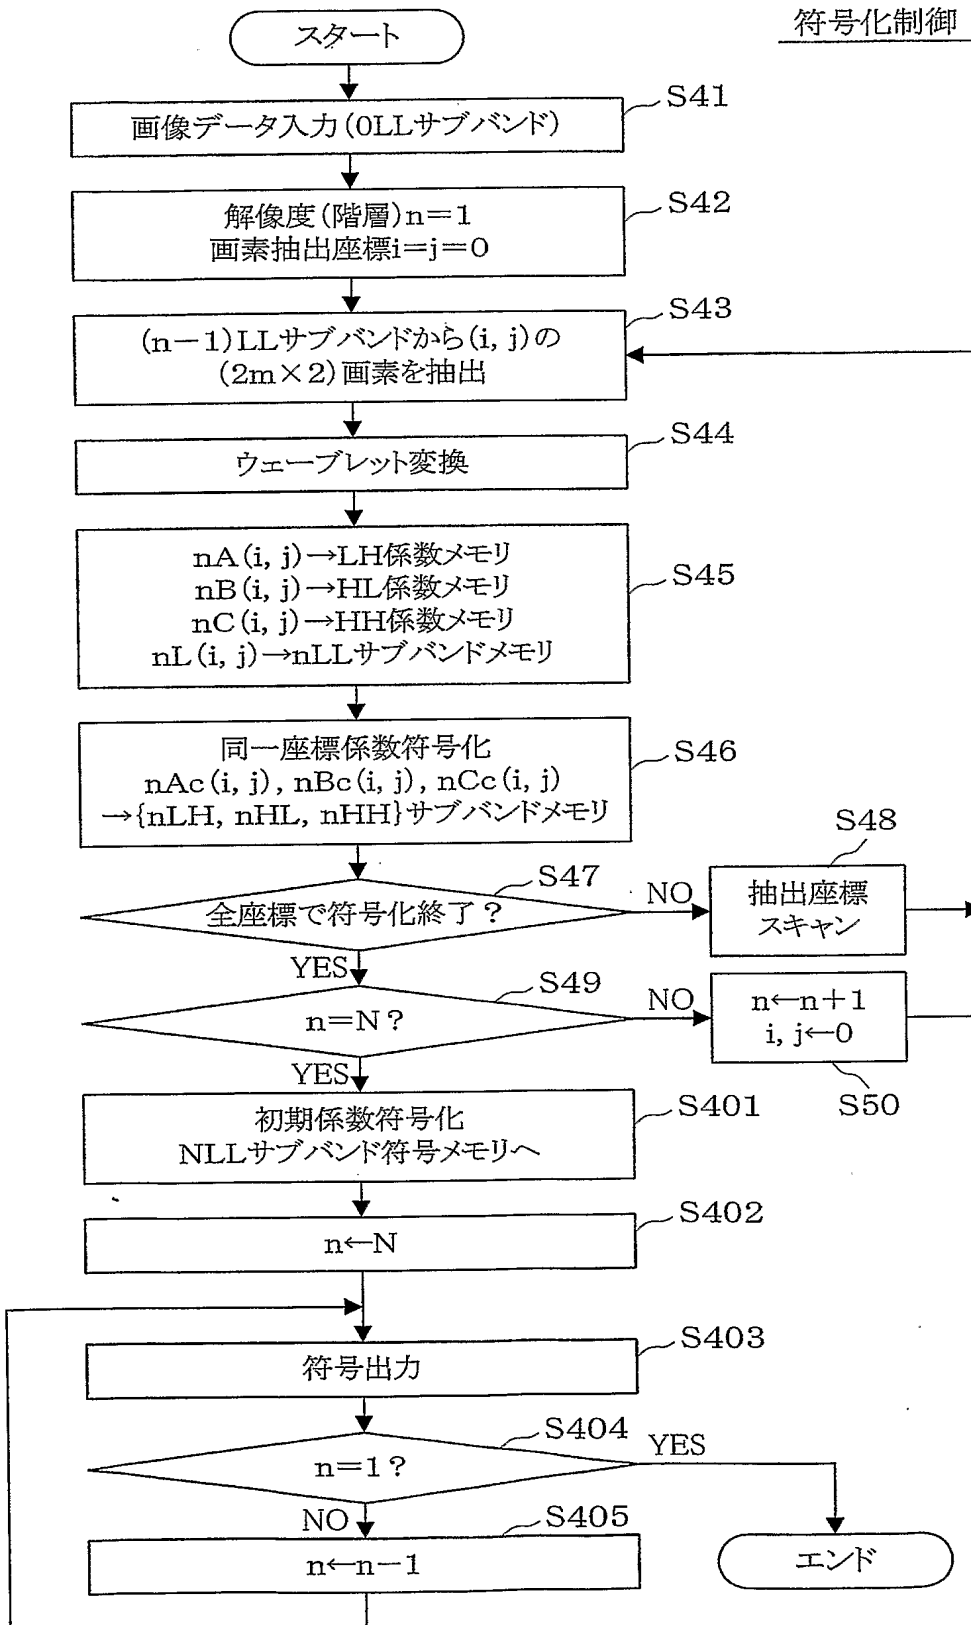 符号化制御
スタート
S41
画像データ入力(0LLサブバンド)
S42
解像度(階層)n=1
画素抽出座標i=j=0
S43
(n-1)LLサブバンドから(i, j)の
(2m×2)画素を抽出
S44
ウェーブレット変換
S45
nA(i, j)→LH係数メモリ
nB(i, j)→HL係数メモリ
nC(i, j)→HH係数メモリ
nL(i, j)→nLLサブバンドメモリ
S46
同一座標係数符号化
nAc(i, j), nBc(i, j), nCc(i, j)
→{nLH, nHL, nHH}サブバンドメモリ
S47
全座標で符号化終了?
NO
S48
抽出座標
スキャン
YES
S49
n=N?
NO
n←n+1
i, j←0
S50
YES
S401
初期係数符号化
NLLサブバンド符号メモリへ
S402
n←N
S403
符号出力
S404
n=1?
YES
NO
S405
n←n-1
エンド